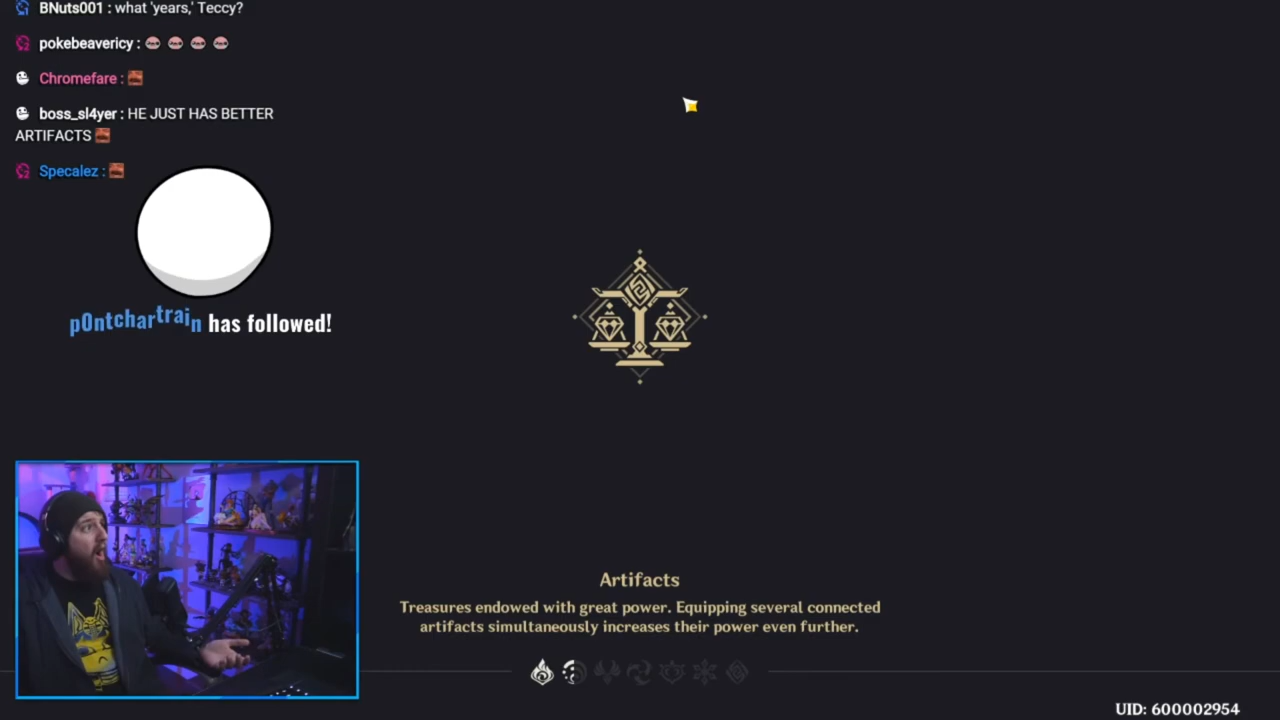 BNuts001 : what 'years,' Teccy?
pokebeavericy :
Chromefare :
boss_sl4yer : HE JUST HAS BETTER
ARTIFACTS
Specalez :
p0ntchartrain has followed!
Artifacts
Treasures endowed with great power. Equipping several connected
artifacts simultaneously increases their power even further.
UID: 600002954